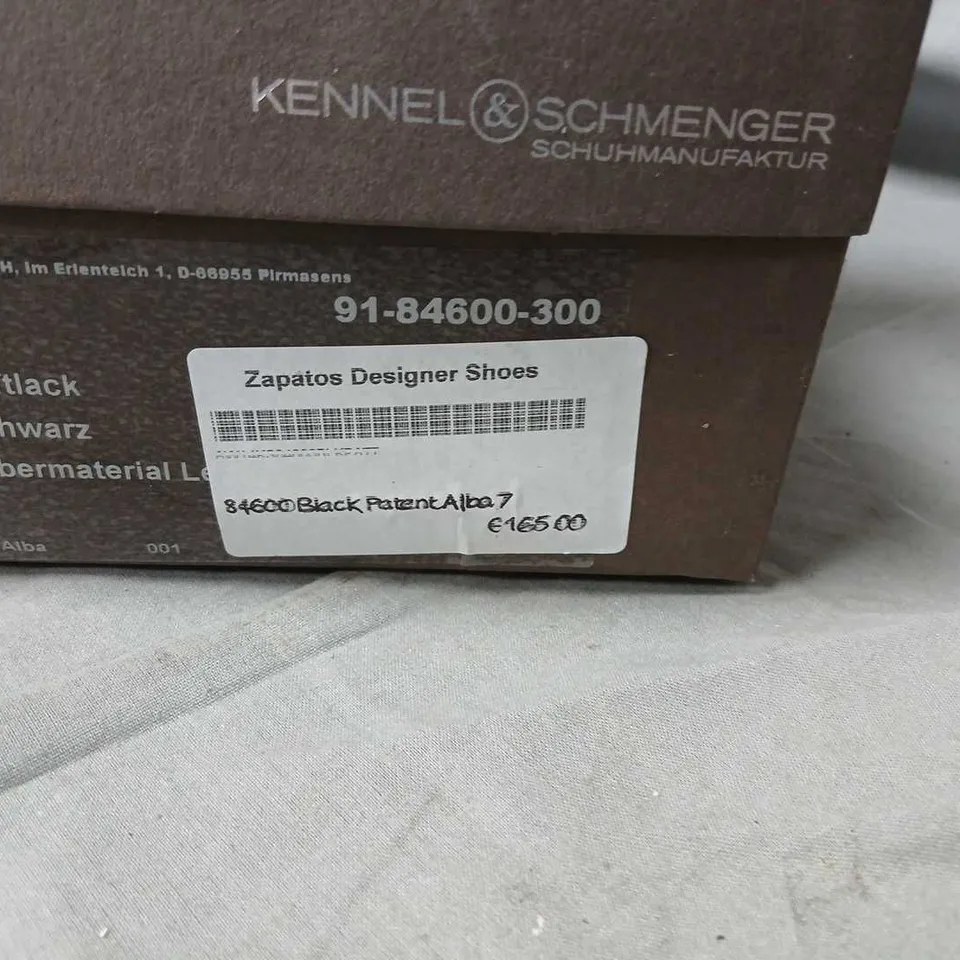 KENNEL & SCHMENGER
SCHUHMANUFAKTUR
H, Im Erlenteich 1, D-66955 Pirmasens
91-84600-300
tlack
hwarz
bermaterial Le
Alba 001
Zapatos Designer Shoes
84600 Black Patent Alba 7
€165.00